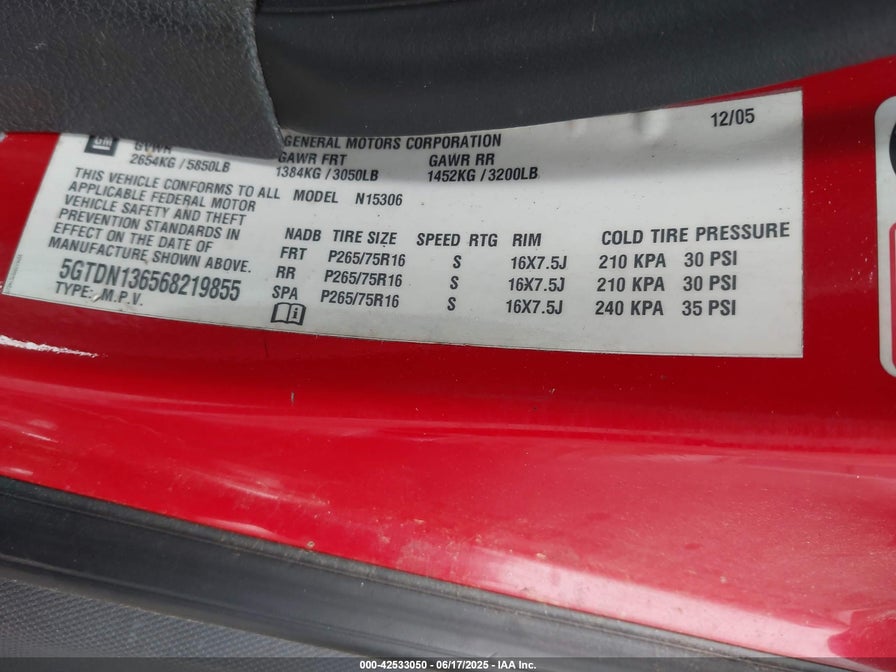 GM
GENERAL MOTORS CORPORATION
12/05
GVWR
2654KG / 5850LB
GAWR FRT
1384KG / 3050LB
GAWR RR
1452KG / 3200LB
THIS VEHICLE CONFORMS TO ALL
APPLICABLE FEDERAL MOTOR
VEHICLE SAFETY AND THEFT
PREVENTION STANDARDS IN
EFFECT ON THE DATE OF
MANUFACTURE SHOWN ABOVE.
5GTDN136568219855
TYPE: M.P.V.
MODEL N15306
NADB TIRE SIZE SPEED RTG RIM COLD TIRE PRESSURE
FRT P265/75R16 S 16X7.5J 210 KPA 30 PSI
RR P265/75R16 S 16X7.5J 210 KPA 30 PSI
SPA P265/75R16 S 16X7.5J 240 KPA 35 PSI
000-42533050 - 06/17/2025 - IAA Inc.